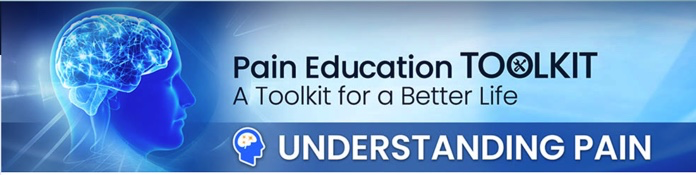 Pain Education TOOLKIT
A Toolkit for a Better Life
UNDERSTANDING PAIN